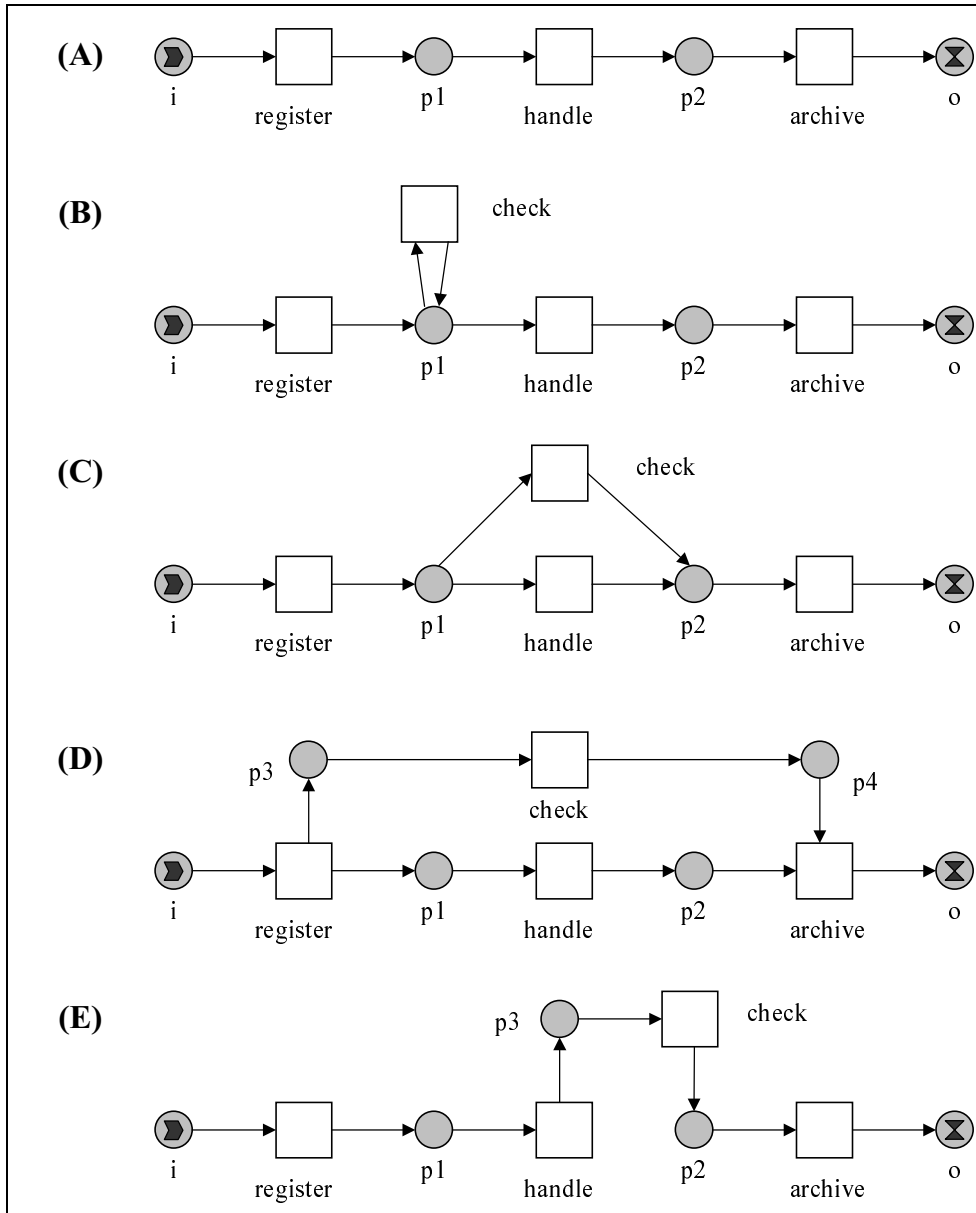 (A)
i
register
p1
handle
p2
archive
o
(B)
check
i
register
p1
handle
p2
archive
o
(C)
check
i
register
p1
handle
p2
archive
o
(D)
p3
check
p4
i
register
p1
handle
p2
archive
o
(E)
p3
check
i
register
p1
handle
p2
archive
o